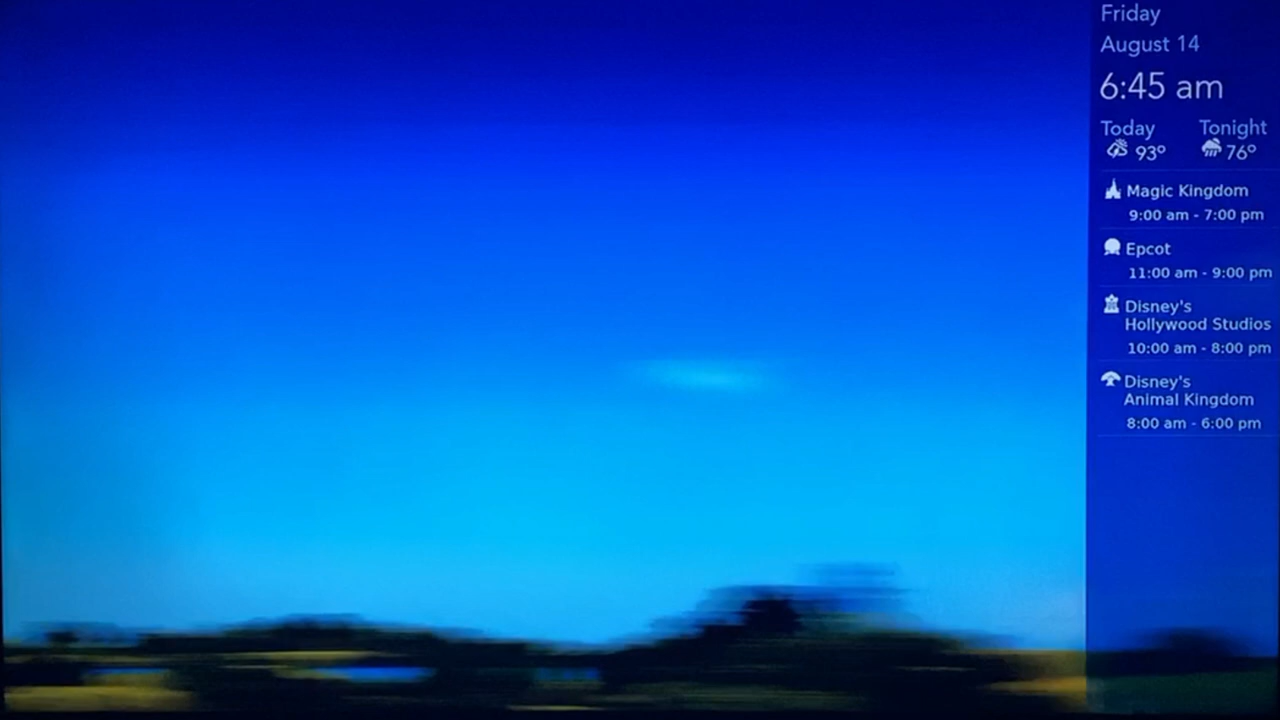 Friday
August 14
6:45 am
Today Tonight
93° 76°
Magic Kingdom
9:00 am - 7:00 pm
Epcot
11:00 am - 9:00 pm
Disney's
Hollywood Studios
10:00 am - 8:00 pm
Disney's
Animal Kingdom
8:00 am - 6:00 pm